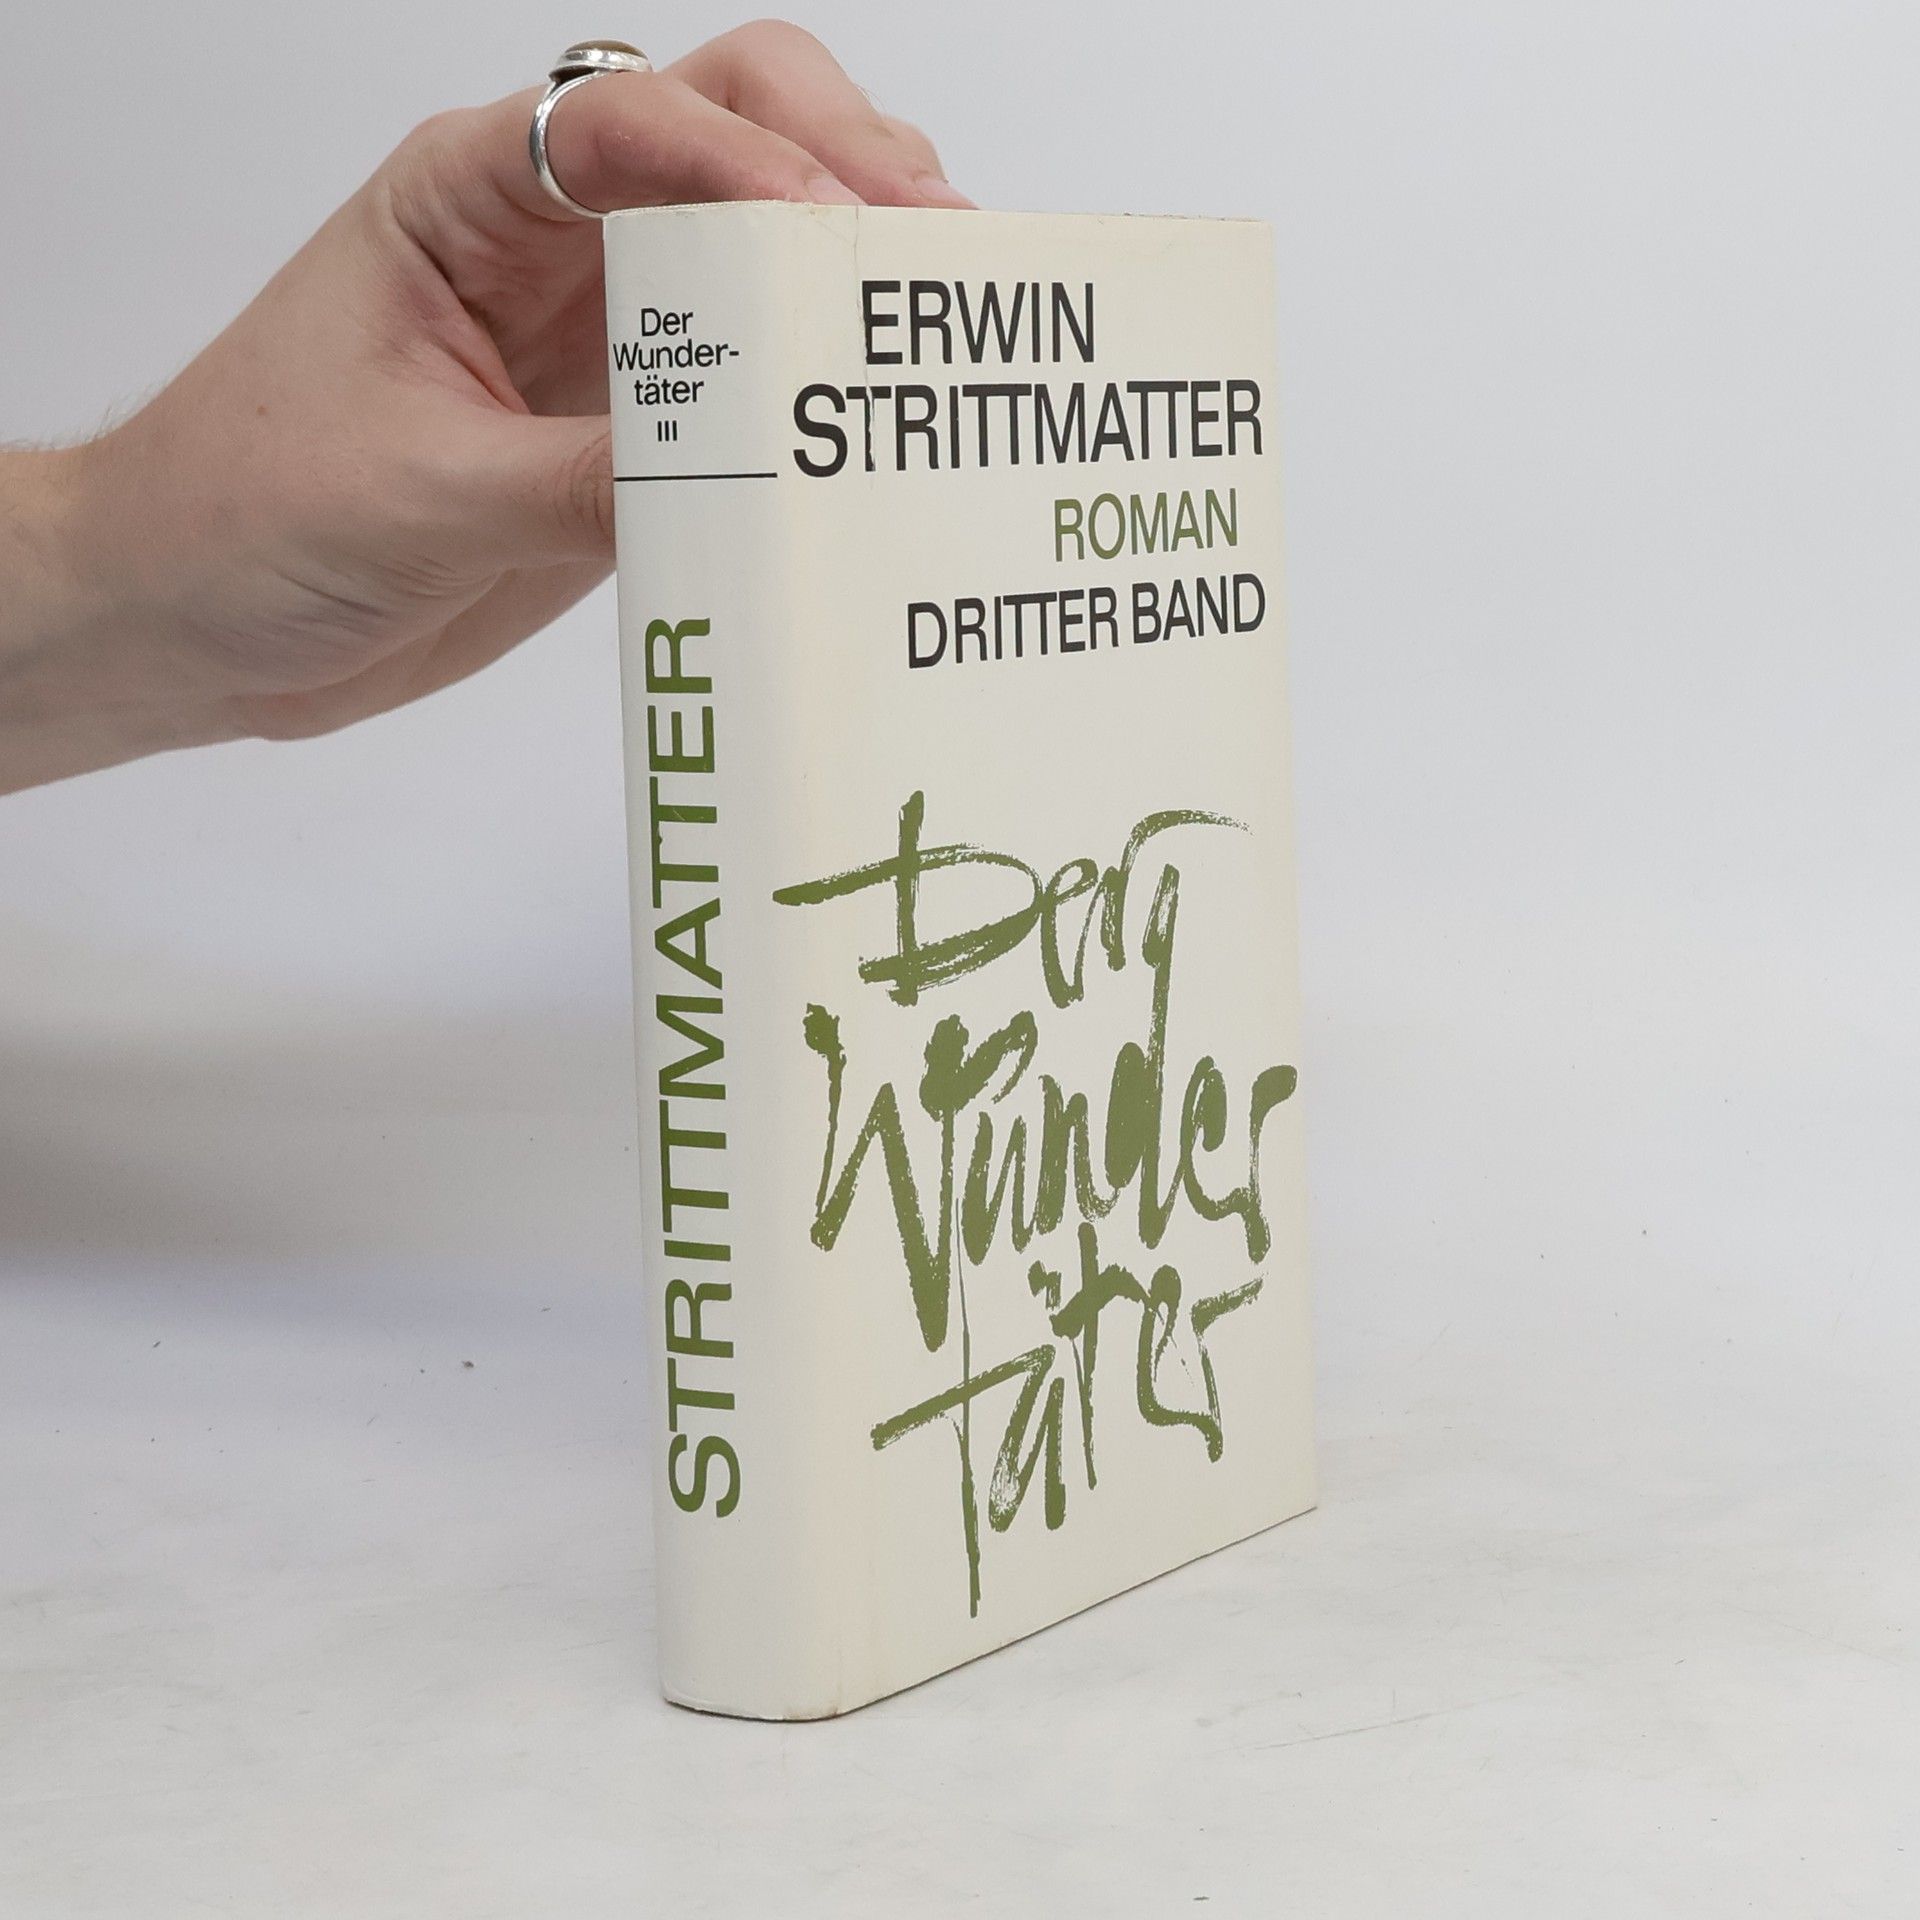 Der
Wunder-
täter
III
STRITTMATTER
ERWIN
STRITTMATTER
ROMAN
DRITTER BAND
Der
Wunder
täter